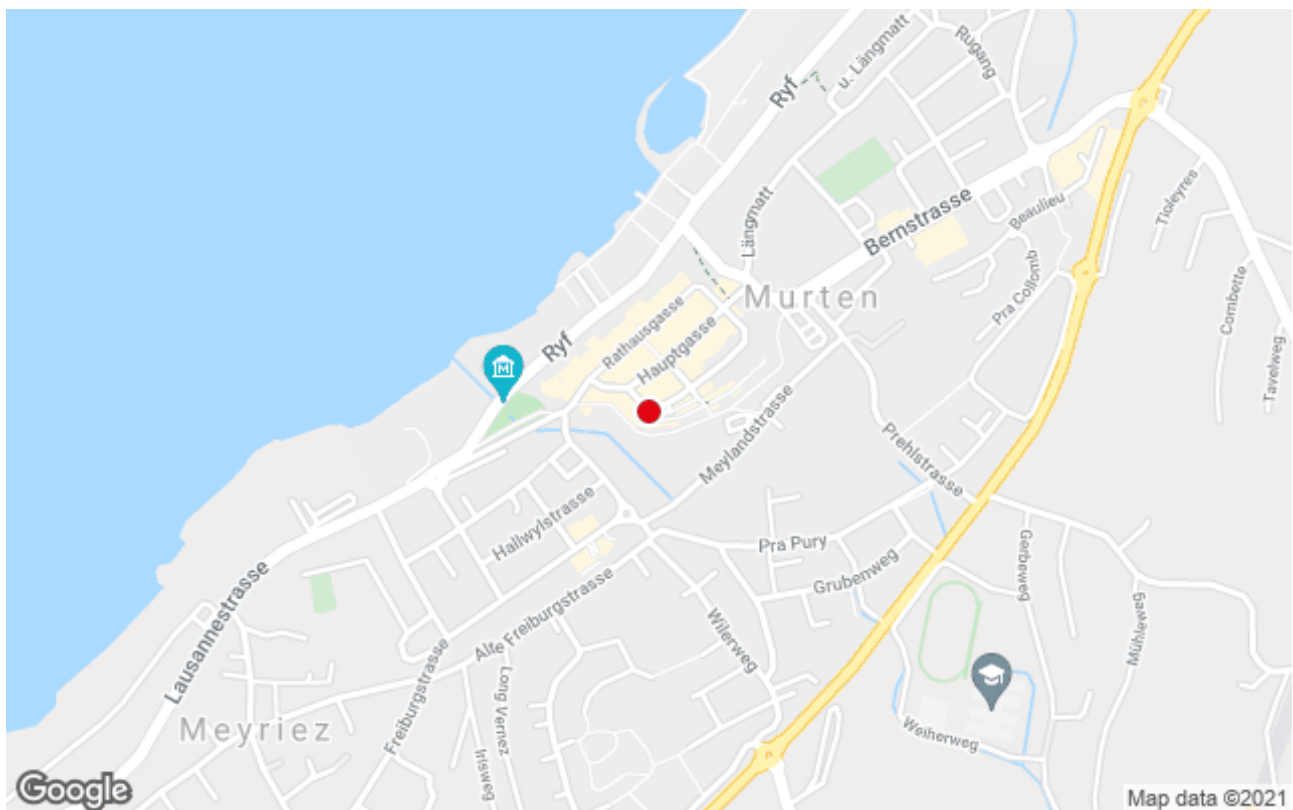 u. Längmatt
Rugang
Ryf
Längmatt
Bernstrasse
Beaulieu
Tioleyres
Murten
Pra Collomb
Combette
Rathausgasse
Ryf
Hauptgasse
M
Tavelweg
Meylandstrasse
Prehlstrasse
Hallwylstrasse
Pra Pury
Gerbeweg
Grubenweg
Lausannestrasse
Alte Freiburgstrasse
Wilerweg
Mühleweg
Freiburgstrasse
Long Vernez
Meyriez
Irisweg
Weiherweg
Google
Map data ©2021